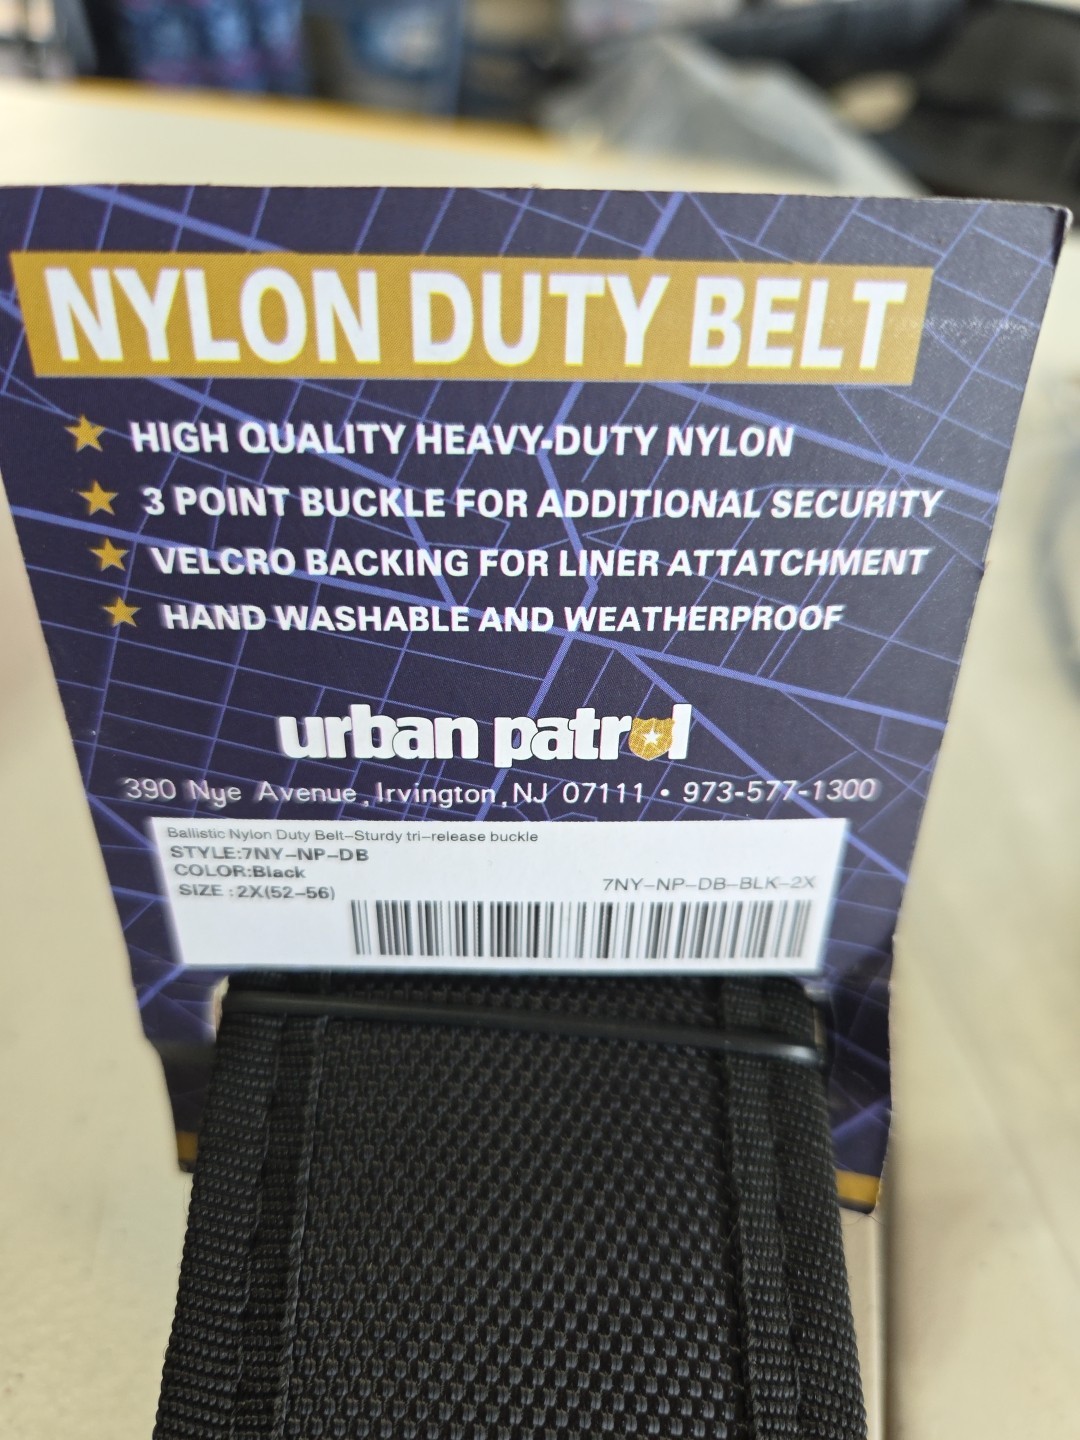 NYLON DUTY BELT
HIGH QUALITY HEAVY-DUTY NYLON
3 POINT BUCKLE FOR ADDITIONAL SECURITY
VELCRO BACKING FOR LINER ATTATCHMENT
HAND WASHABLE AND WEATHERPROOF
urban patrol
390 Nye Avenue, Irvington, NJ 07111 • 973-577-1300
Ballistic Nylon Duty Belt-Sturdy tri-release buckle
STYLE:7NY-NP-DB
COLOR:Black
SIZE :2X(52-56)
7NY-NP-DB-BLK-2X